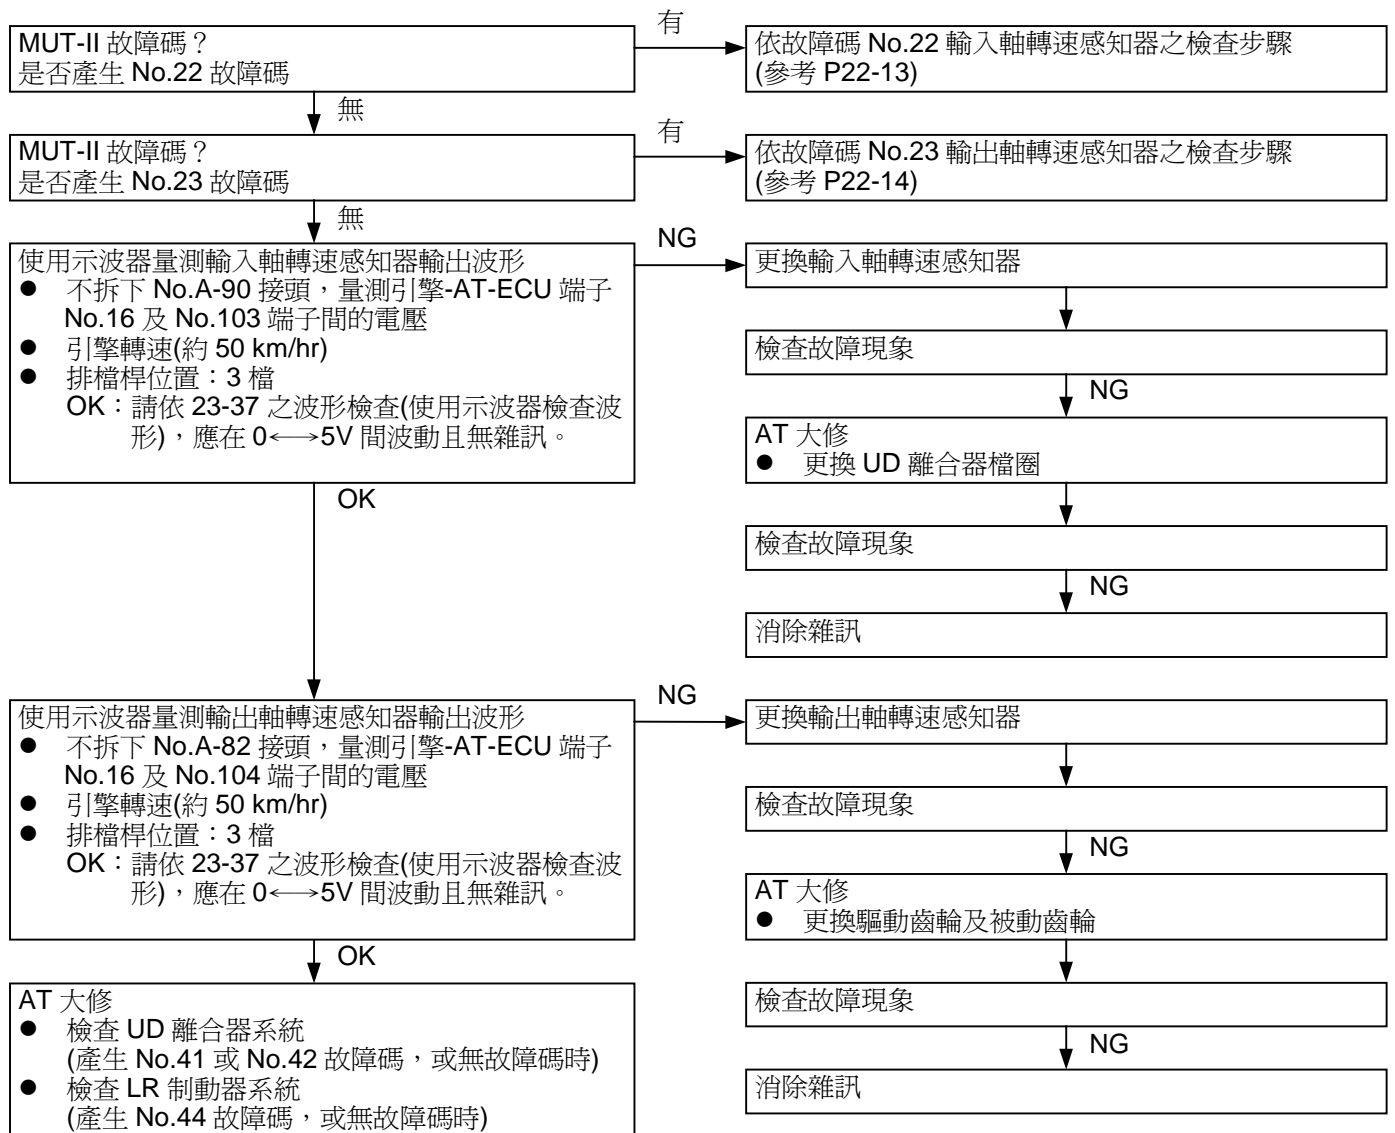 MUT-II 故障碼？
是否產生 No.22 故障碼
有
依故障碼 No.22 輸入軸轉速感知器之檢查步驟
(參考 P22-13)
無
MUT-II 故障碼？
是否產生 No.23 故障碼
有
依故障碼 No.23 輸出軸轉速感知器之檢查步驟
(參考 P22-14)
無
使用示波器量測輸入軸轉速感知器輸出波形
● 不拆下 No.A-90 接頭，量測引擎-AT-ECU 端子
No.16 及 No.103 端子間的電壓
● 引擎轉速(約 50 km/hr)
● 排檔桿位置：3 檔
OK：請依 23-37 之波形檢查(使用示波器檢查波
形)，應在 0←→5V 間波動且無雜訊。
NG
更換輸入軸轉速感知器
檢查故障現象
NG
AT 大修
● 更換 UD 離合器檔圈
檢查故障現象
NG
消除雜訊
OK
使用示波器量測輸出軸轉速感知器輸出波形
● 不拆下 No.A-82 接頭，量測引擎-AT-ECU 端子
No.16 及 No.104 端子間的電壓
● 引擎轉速(約 50 km/hr)
● 排檔桿位置：3 檔
OK：請依 23-37 之波形檢查(使用示波器檢查波
形)，應在 0←→5V 間波動且無雜訊。
NG
更換輸出軸轉速感知器
檢查故障現象
NG
AT 大修
● 更換驅動齒輪及被動齒輪
檢查故障現象
NG
消除雜訊
OK
AT 大修
● 檢查 UD 離合器系統
(產生 No.41 或 No.42 故障碼，或無故障碼時)
● 檢查 LR 制動器系統
(產生 No.44 故障碼，或無故障碼時)